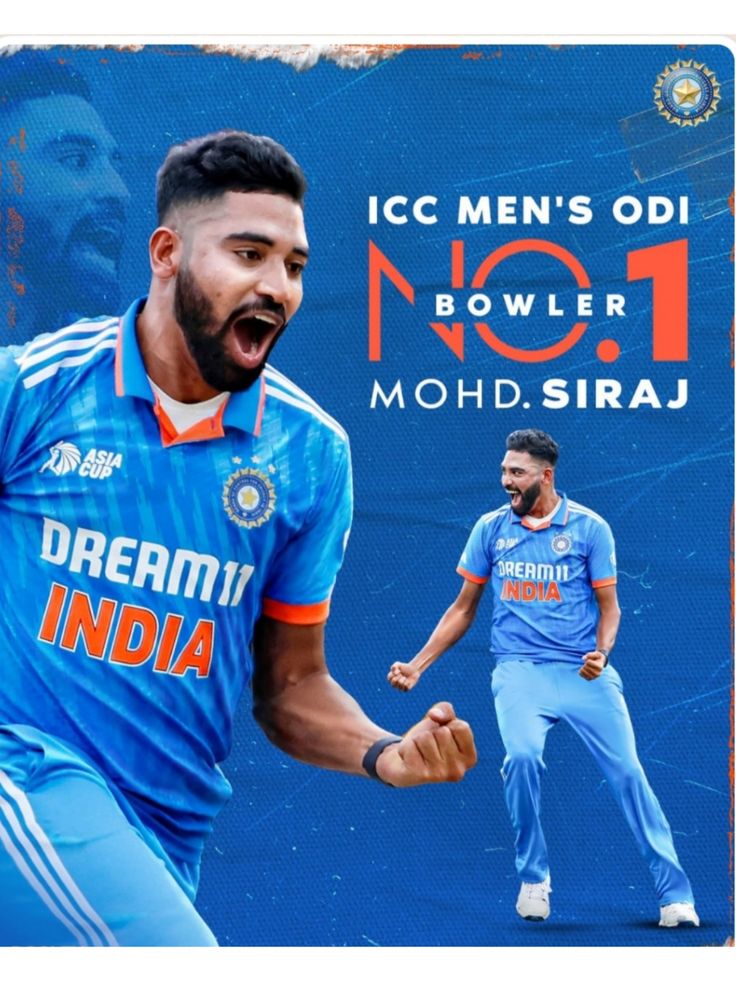 ICC MEN'S ODI
NO.1
BOWLER
MOHD. SIRAJ
ASIA
CUP
DREAM11
INDIA
DREAM11
INDIA